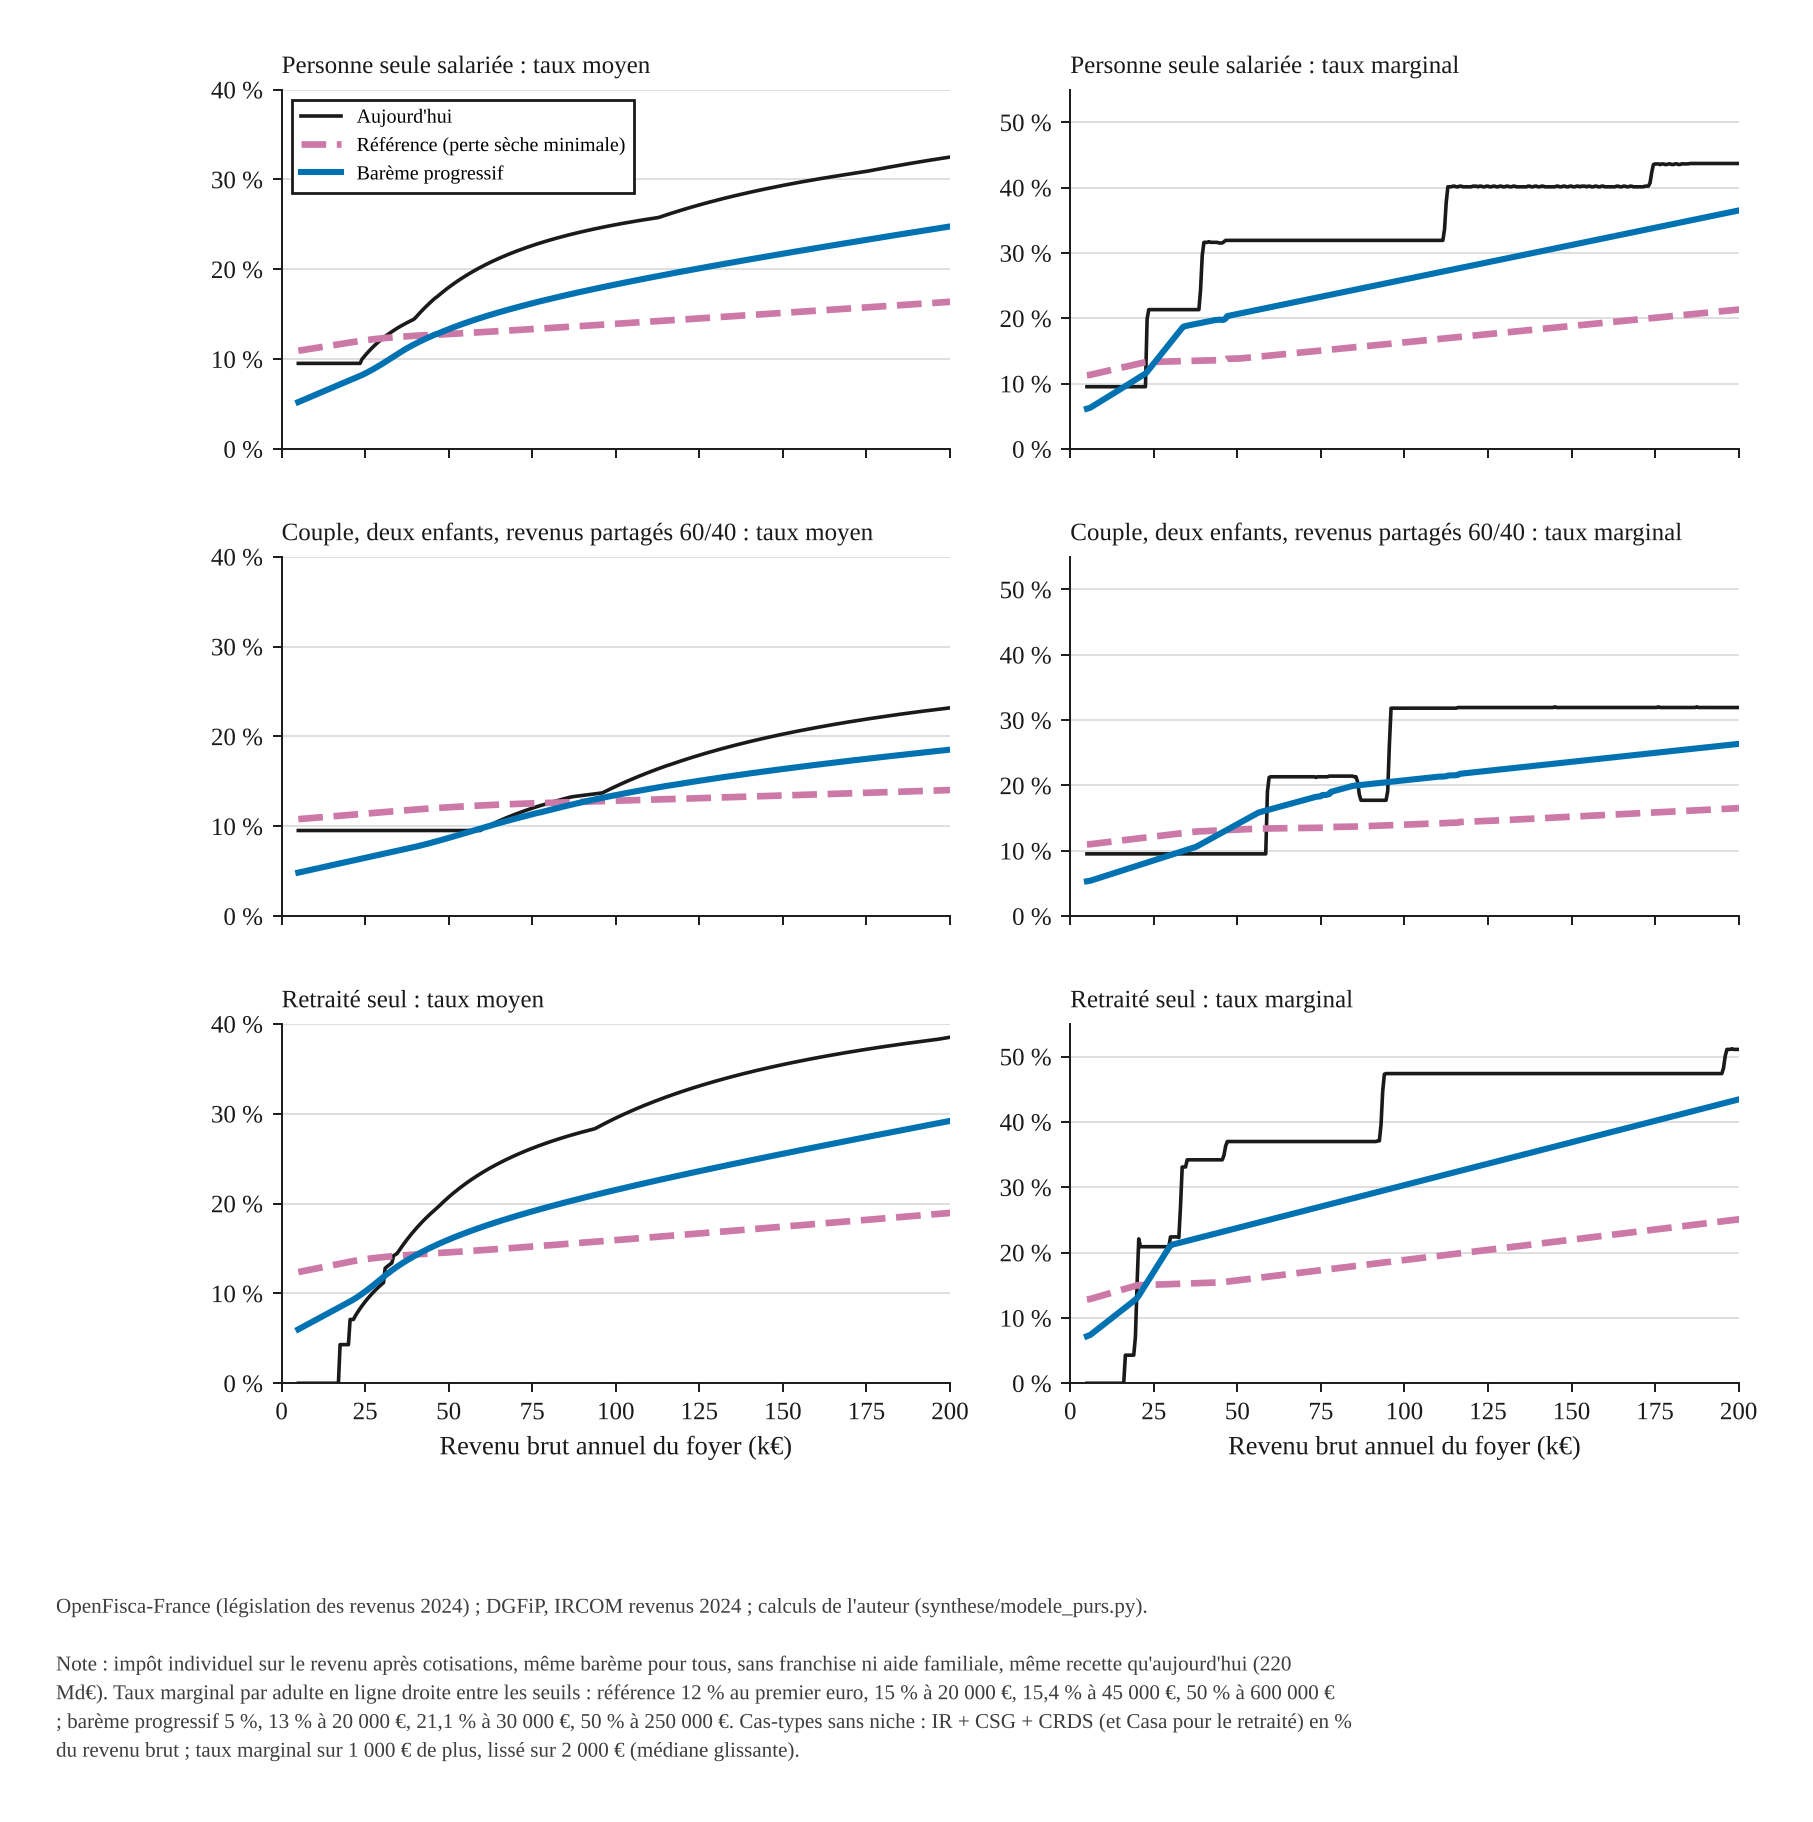 Personne seule salariée : taux moyen
40 %
30 %
20 %
10 %
0 %
Aujourd'hui
Référence (perte sèche minimale)
Barème progressif
Personne seule salariée : taux marginal
50 %
40 %
30 %
20 %
10 %
0 %
Couple, deux enfants, revenus partagés 60/40 : taux moyen
40 %
30 %
20 %
10 %
0 %
Couple, deux enfants, revenus partagés 60/40 : taux marginal
50 %
40 %
30 %
20 %
10 %
0 %
Retraité seul : taux moyen
40 %
30 %
20 %
10 %
0 %
0 25 50 75 100 125 150 175 200
Revenu brut annuel du foyer (k€)
Retraité seul : taux marginal
50 %
40 %
30 %
20 %
10 %
0 %
0 25 50 75 100 125 150 175 200
Revenu brut annuel du foyer (k€)
OpenFisca-France (législation des revenus 2024) ; DGFiP, IRCOM revenus 2024 ; calculs de l'auteur (synthese/modele_purs.py).
Note : impôt individuel sur le revenu après cotisations, même barème pour tous, sans franchise ni aide familiale, même recette qu'aujourd'hui (220
Md€). Taux marginal par adulte en ligne droite entre les seuils : référence 12 % au premier euro, 15 % à 20 000 €, 15,4 % à 45 000 €, 50 % à 600 000 €
; barème progressif 5 %, 13 % à 20 000 €, 21,1 % à 30 000 €, 50 % à 250 000 €. Cas-types sans niche : IR + CSG + CRDS (et Casa pour le retraité) en %
du revenu brut ; taux marginal sur 1 000 € de plus, lissé sur 2 000 € (médiane glissante).